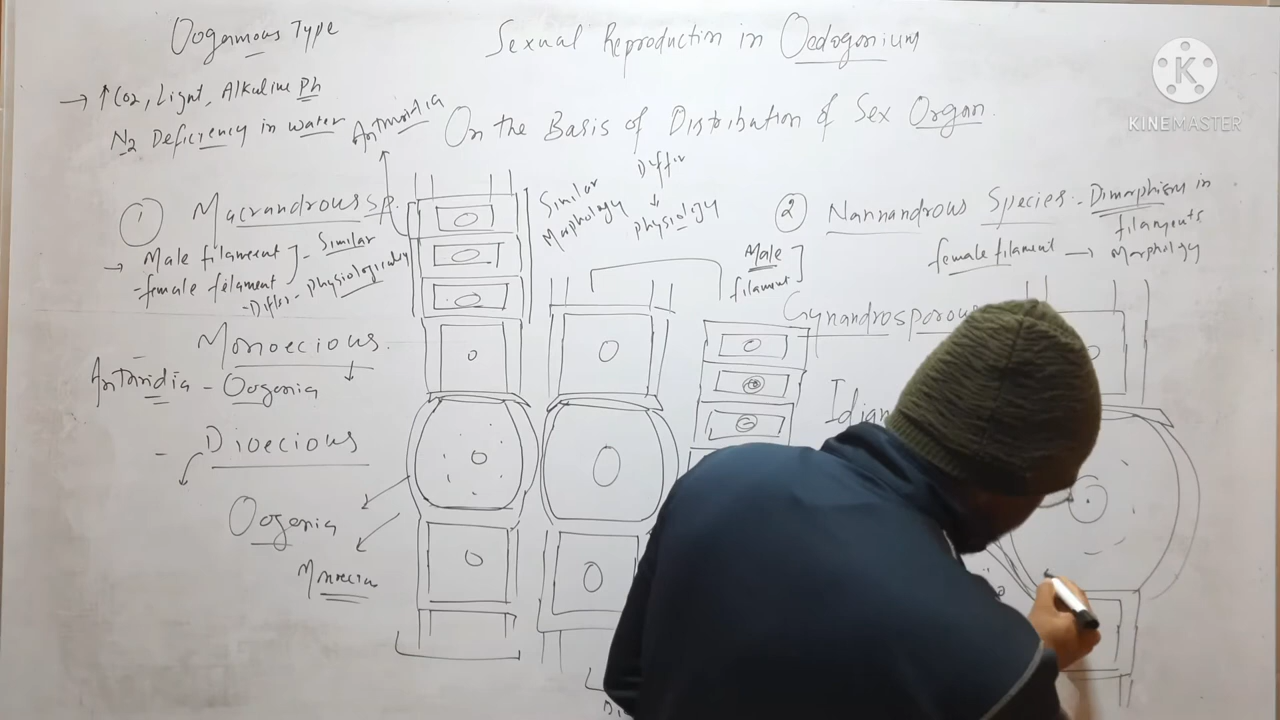 Oogamous Type
Sexual Reproduction in Oedogonium
→ ↑ CO2, Light, Alkaline Ph
N2 Deficiency in water
On the Basis of Distribution of Sex Organ.
Antheridia
① Macrandrous sp.
→ Male filament
- female filament
] - Similar
- Differ - physiologically
Similar
Morphology
Differ
↓
physiology
② Nannandrous Species - Dimorphism in
filaments
female filament → Morphology
Male
filament
Gynandrosporous
Idian
Monoecious.
Antheridia - Oogonia
- Dioecious
Oogonia
Monoecia
KINEMASTER